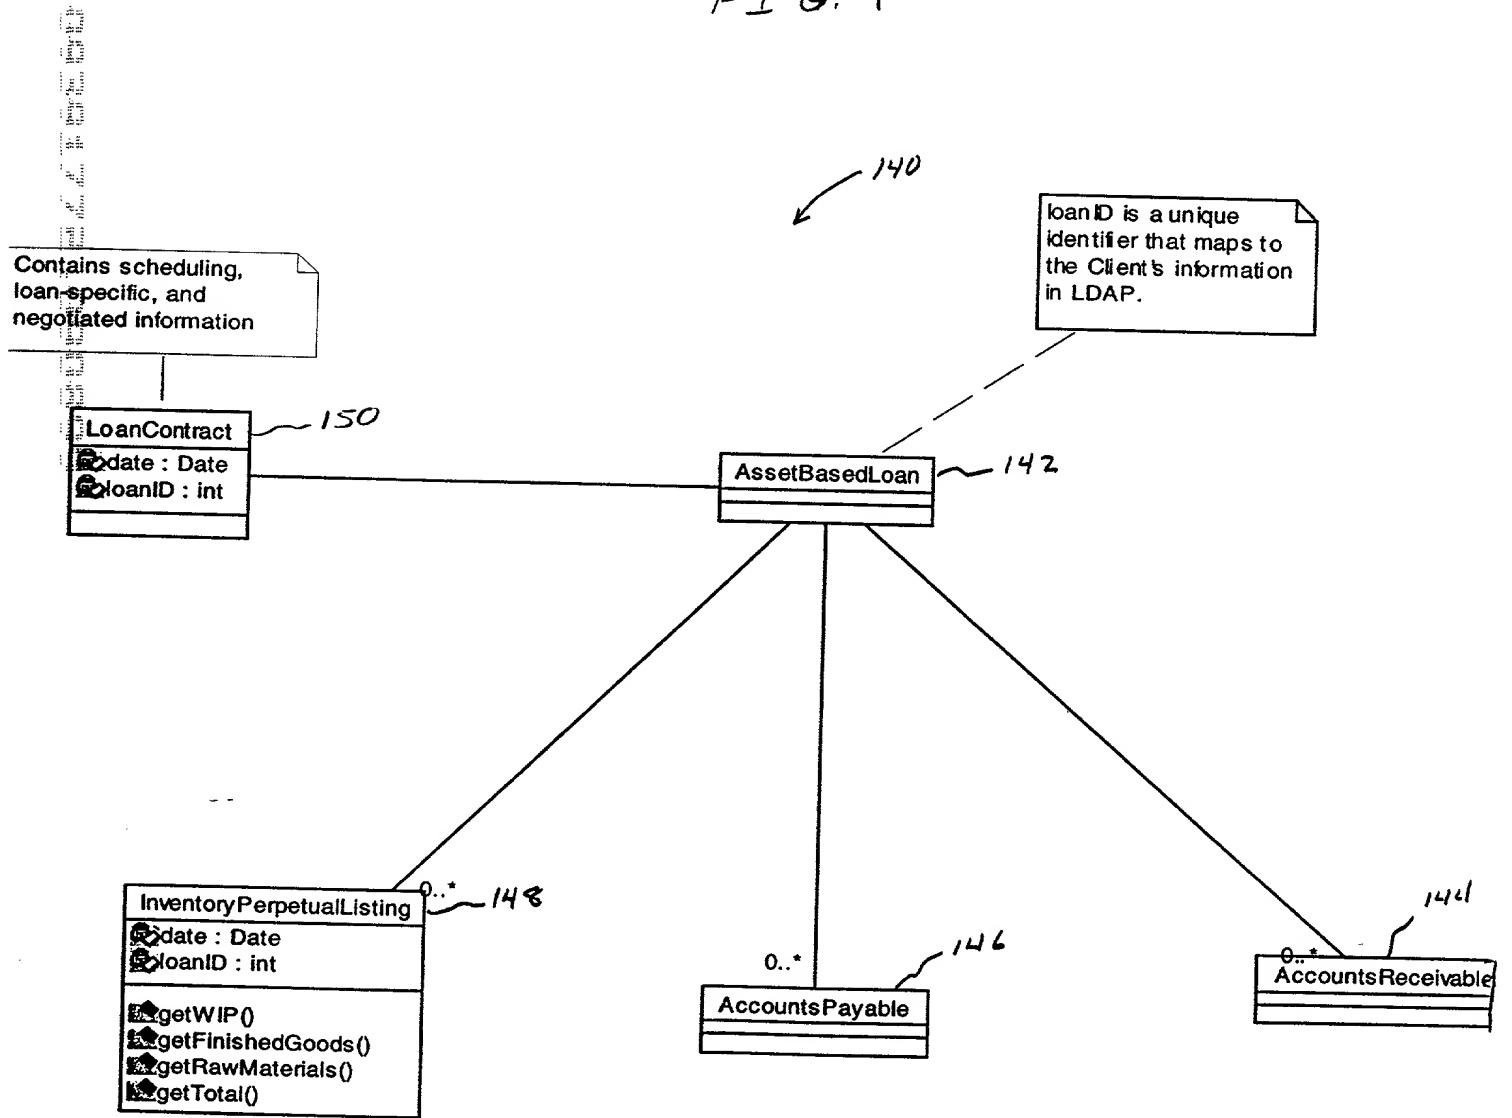 FIG.
140
loanID is a unique
identifier that maps to
the Client's information
in LDAP.
Contains scheduling,
loan-specific, and
negotiated information
LoanContract
150
date : Date
loanID : int
AssetBasedLoan
142
0..*
InventoryPerpetualListing
148
date : Date
loanID : int
getWIP()
getFinishedGoods()
getRawMaterials()
getTotal()
0..*
146
AccountsPayable
144
0..*
AccountsReceivable